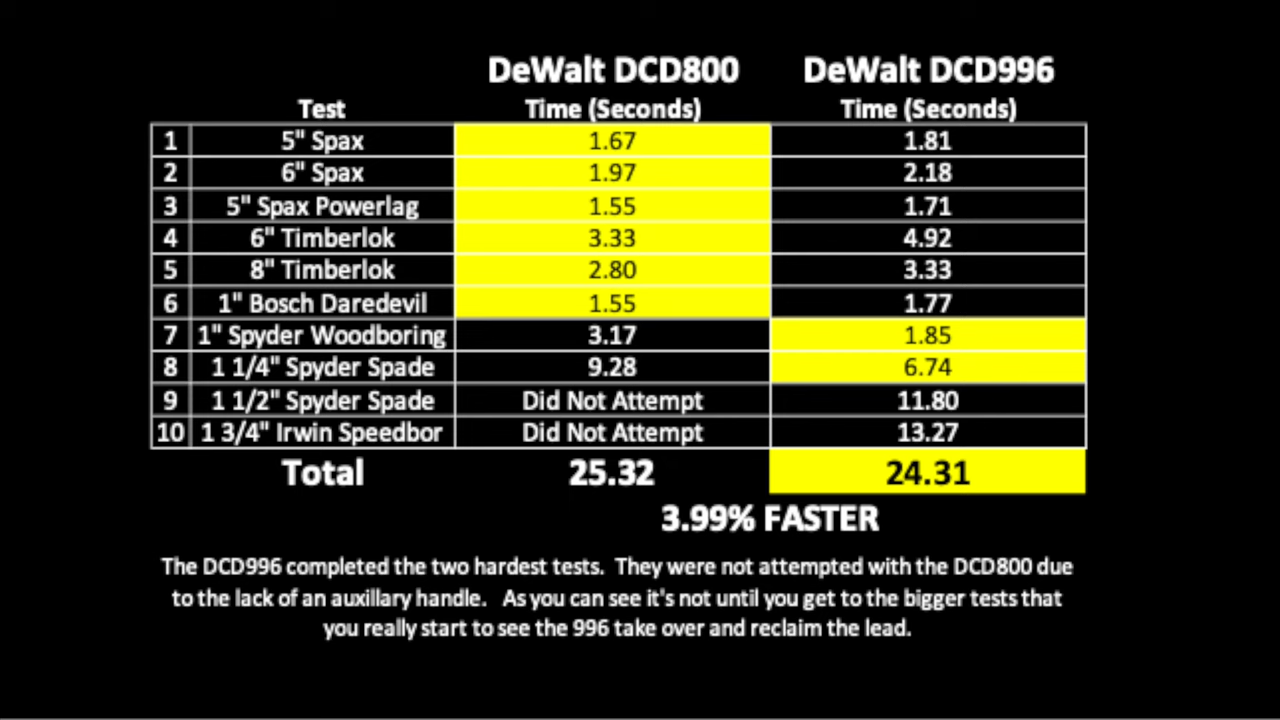 DeWalt DCD800 DeWalt DCD996
Test Time (Seconds) Time (Seconds)
1 5" Spax 1.67 1.81
2 6" Spax 1.97 2.18
3 5" Spax Powerlag 1.55 1.71
4 6" Timberlok 3.33 4.92
5 8" Timberlok 2.80 3.33
6 1" Bosch Daredevil 1.55 1.77
7 1" Spyder Woodboring 3.17 1.85
8 1 1/4" Spyder Spade 9.28 6.74
9 1 1/2" Spyder Spade Did Not Attempt 11.80
10 1 3/4" Irwin Speedbor Did Not Attempt 13.27
Total 25.32 24.31
3.99% FASTER
The DCD996 completed the two hardest tests. They were not attempted with the DCD800 due
to the lack of an auxillary handle. As you can see it's not until you get to the bigger tests that
you really start to see the 996 take over and reclaim the lead.